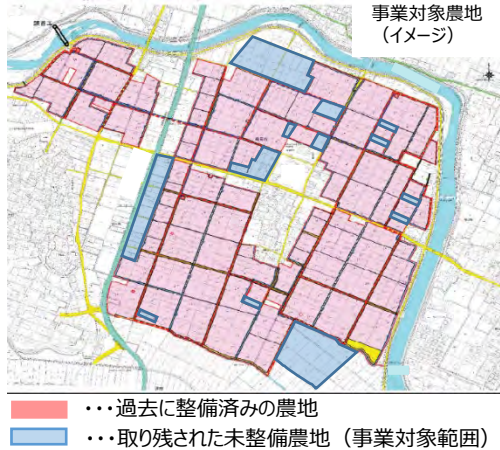 事業対象農地
（イメージ）
・・・過去に整備済みの農地
・・・取り残された未整備農地（事業対象範囲）